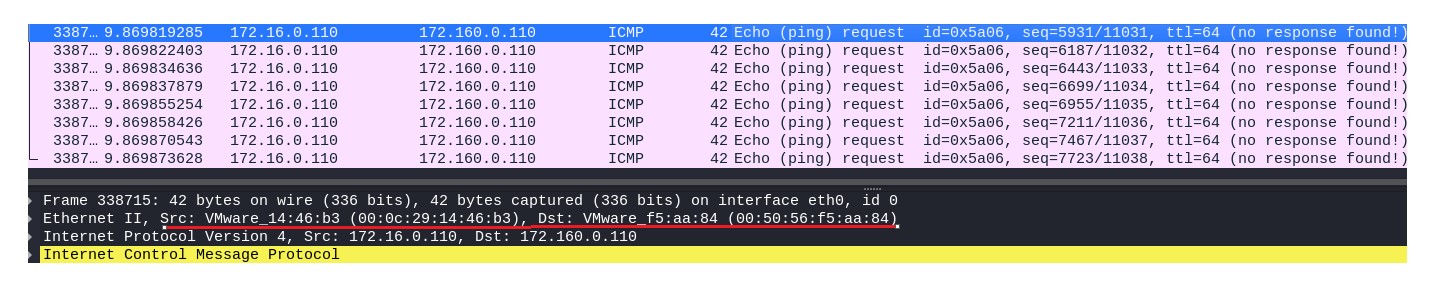 3387… 9.869819285 172.16.0.110 172.160.0.110 ICMP 42 Echo (ping) request id=0x5a06, seq=5931/11031, ttl=64 (no response found!)
3387… 9.869822403 172.16.0.110 172.160.0.110 ICMP 42 Echo (ping) request id=0x5a06, seq=6187/11032, ttl=64 (no response found!)
3387… 9.869834636 172.16.0.110 172.160.0.110 ICMP 42 Echo (ping) request id=0x5a06, seq=6443/11033, ttl=64 (no response found!)
3387… 9.869837879 172.16.0.110 172.160.0.110 ICMP 42 Echo (ping) request id=0x5a06, seq=6699/11034, ttl=64 (no response found!)
3387… 9.869855254 172.16.0.110 172.160.0.110 ICMP 42 Echo (ping) request id=0x5a06, seq=6955/11035, ttl=64 (no response found!)
3387… 9.869858426 172.16.0.110 172.160.0.110 ICMP 42 Echo (ping) request id=0x5a06, seq=7211/11036, ttl=64 (no response found!)
3387… 9.869870543 172.16.0.110 172.160.0.110 ICMP 42 Echo (ping) request id=0x5a06, seq=7467/11037, ttl=64 (no response found!)
3387… 9.869873628 172.16.0.110 172.160.0.110 ICMP 42 Echo (ping) request id=0x5a06, seq=7723/11038, ttl=64 (no response found!)
Frame 338715: 42 bytes on wire (336 bits), 42 bytes captured (336 bits) on interface eth0, id 0
Ethernet II, Src: VMware_14:46:b3 (00:0c:29:14:46:b3), Dst: VMware_f5:aa:84 (00:50:56:f5:aa:84)
Internet Protocol Version 4, Src: 172.16.0.110, Dst: 172.160.0.110
Internet Control Message Protocol